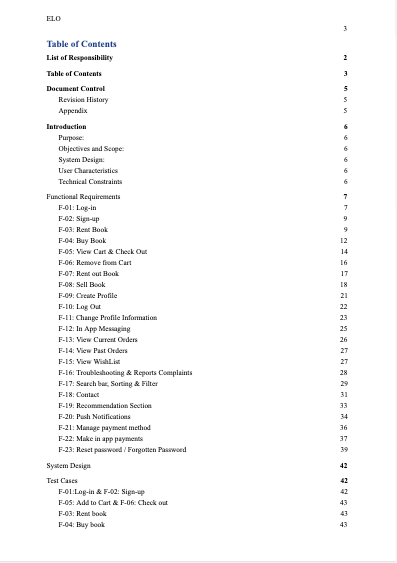 ELO
3
Table of Contents
List of Responsibility 2
Table of Contents 3
Document Control 5
Revision History 5
Appendix 5
Introduction 6
Purpose: 6
Objectives and Scope: 6
System Design: 6
User Characteristics 6
Technical Constraints 6
Functional Requirements 7
F-01: Log-in 7
F-02: Sign-up 9
F-03: Rent Book 9
F-04: Buy Book 12
F-05: View Cart & Check Out 14
F-06: Remove from Cart 16
F-07: Rent out Book 17
F-08: Sell Book 18
F-09: Create Profile 21
F-10: Log Out 22
F-11: Change Profile Information 23
F-12: In App Messaging 25
F-13: View Current Orders 26
F-14: View Past Orders 27
F-15: View WishList 27
F-16: Troubleshooting & Reports Complaints 28
F-17: Search bar, Sorting & Filter 29
F-18: Contact 31
F-19: Recommendation Section 33
F-20: Push Notifications 34
F-21: Manage payment method 36
F-22: Make in app payments 37
F-23: Reset password / Forgotten Password 39
System Design 42
Test Cases 42
F-01:Log-in & F-02: Sign-up 42
F-05: Add to Cart & F-06: Check out 43
F-03: Rent book 43
F-04: Buy book 43